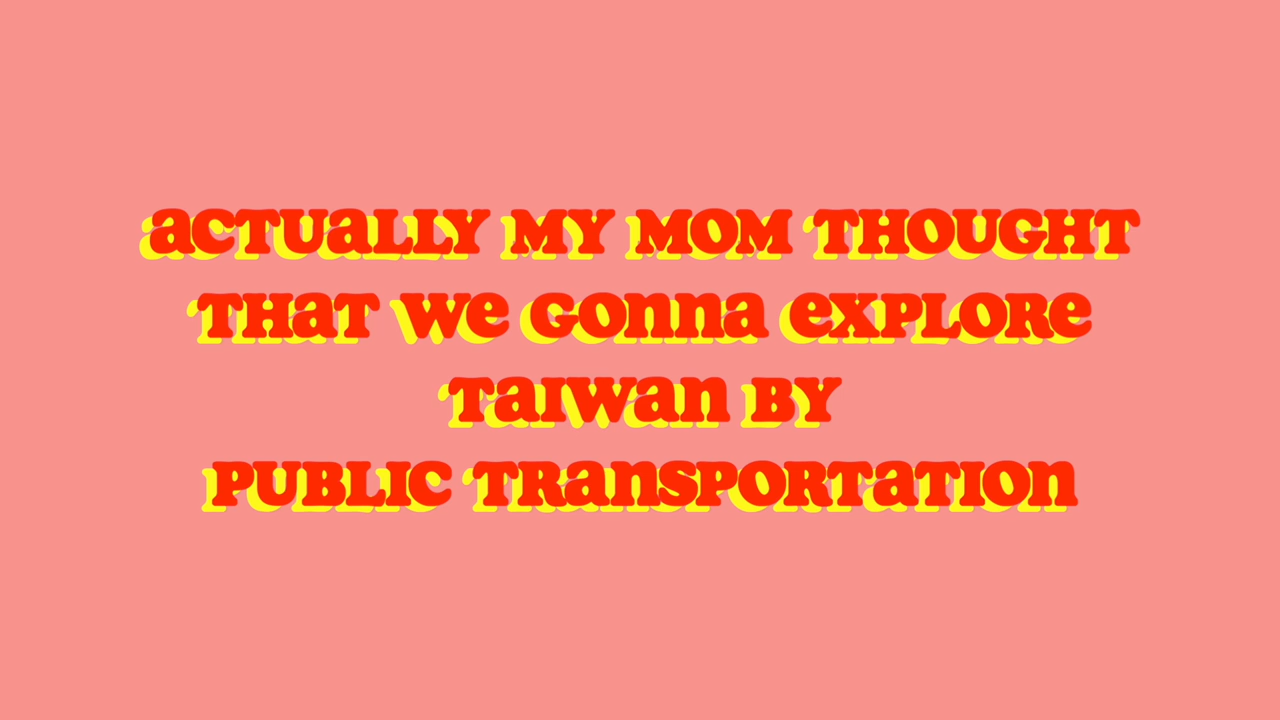 actually my mom thought
that we gonna explore
taiwan by
public transportation